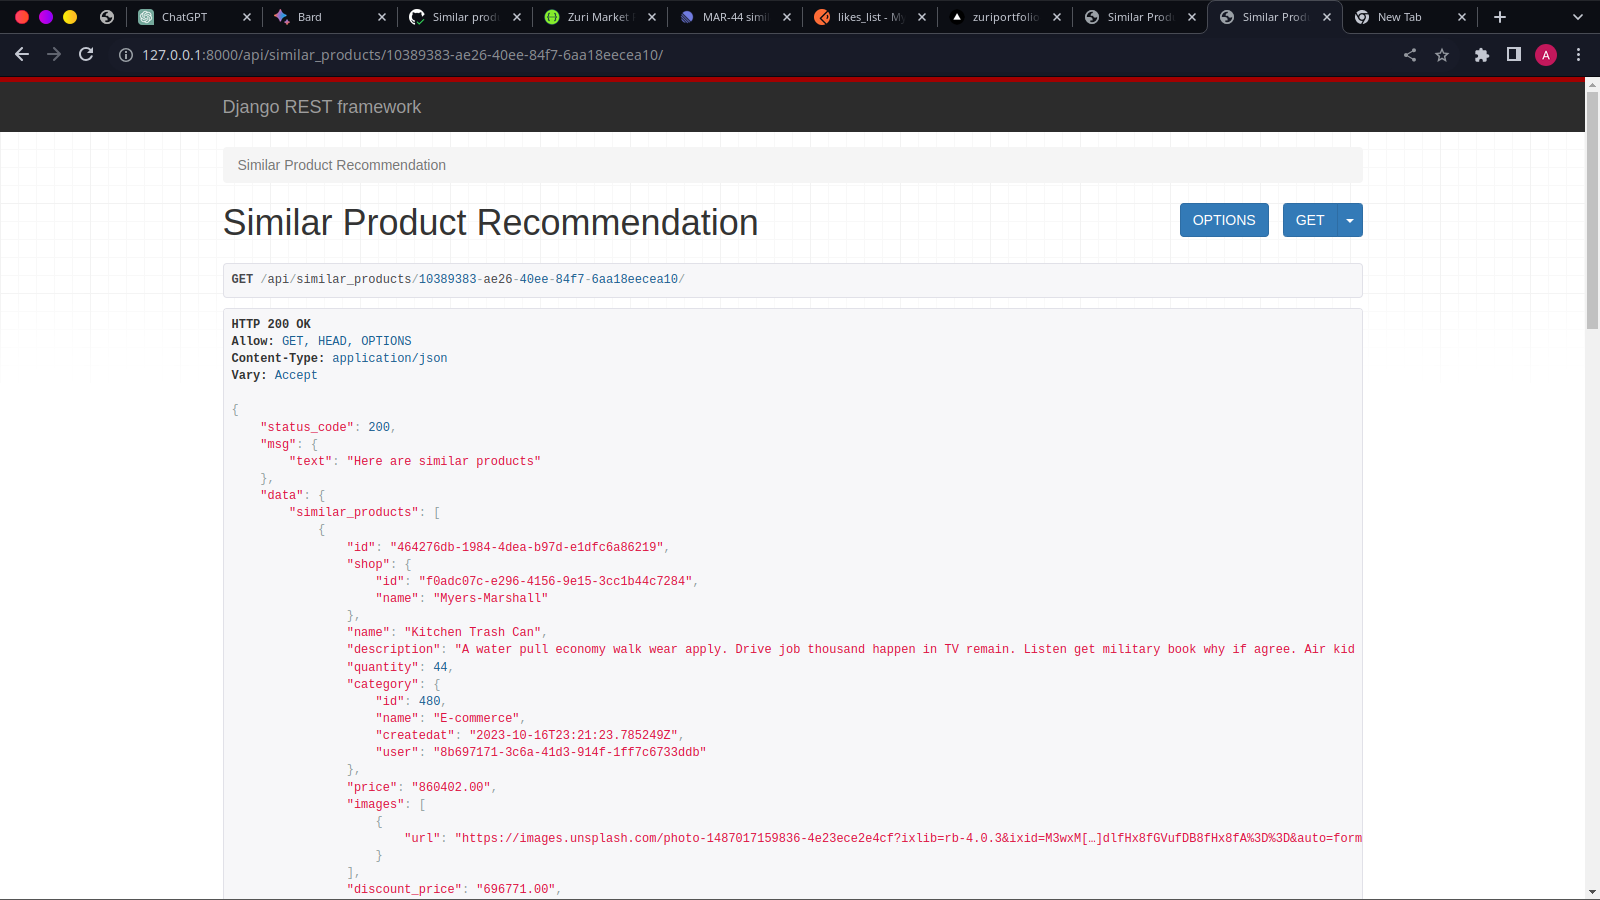 ChatGPT
Bard
Similar prod
Zuri Market
MAR-44 simil
likes_list - My
zuriportfolio
Similar Prod
Similar Prod
New Tab
127.0.0.1:8000/api/similar_products/10389383-ae26-40ee-84f7-6aa18eecea10/
A
Django REST framework
Similar Product Recommendation
Similar Product Recommendation
OPTIONS
GET
GET /api/similar_products/10389383-ae26-40ee-84f7-6aa18eecea10/
HTTP 200 OK
Allow: GET, HEAD, OPTIONS
Content-Type: application/json
Vary: Accept
{
"status_code": 200,
"msg": {
"text": "Here are similar products"
},
"data": {
"similar_products": [
{
"id": "464276db-1984-4dea-b97d-e1dfc6a86219",
"shop": {
"id": "f0adc07c-e296-4156-9e15-3cc1b44c7284",
"name": "Myers-Marshall"
},
"name": "Kitchen Trash Can",
"description": "A water pull economy walk wear apply. Drive job thousand happen in TV remain. Listen get military book why if agree. Air kid
"quantity": 44,
"category": {
"id": 480,
"name": "E-commerce",
"createdat": "2023-10-16T23:21:23.785249Z",
"user": "8b697171-3c6a-41d3-914f-1ff7c6733ddb"
},
"price": "860402.00",
"images": [
{
"url": "https://images.unsplash.com/photo-1487017159836-4e23ece2e4cf?ixlib=rb-4.0.3&ixid=M3wxM[…]dlfHx8fGVufDB8fHx8fA%3D%3D&auto=form
}
],
"discount_price": "696771.00",